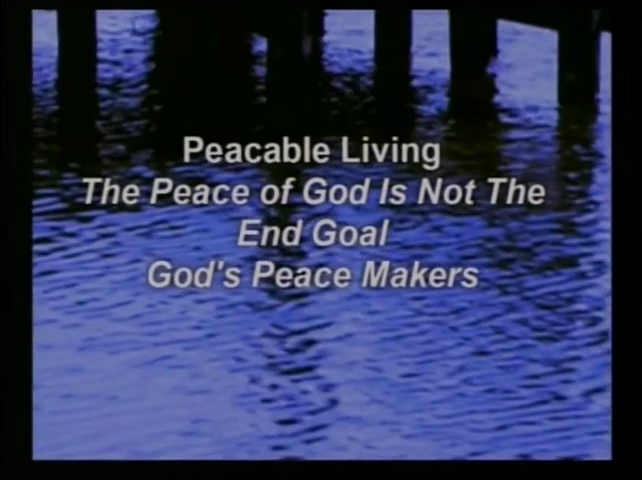 Peacable Living
The Peace of God Is Not The
End Goal
God's Peace Makers